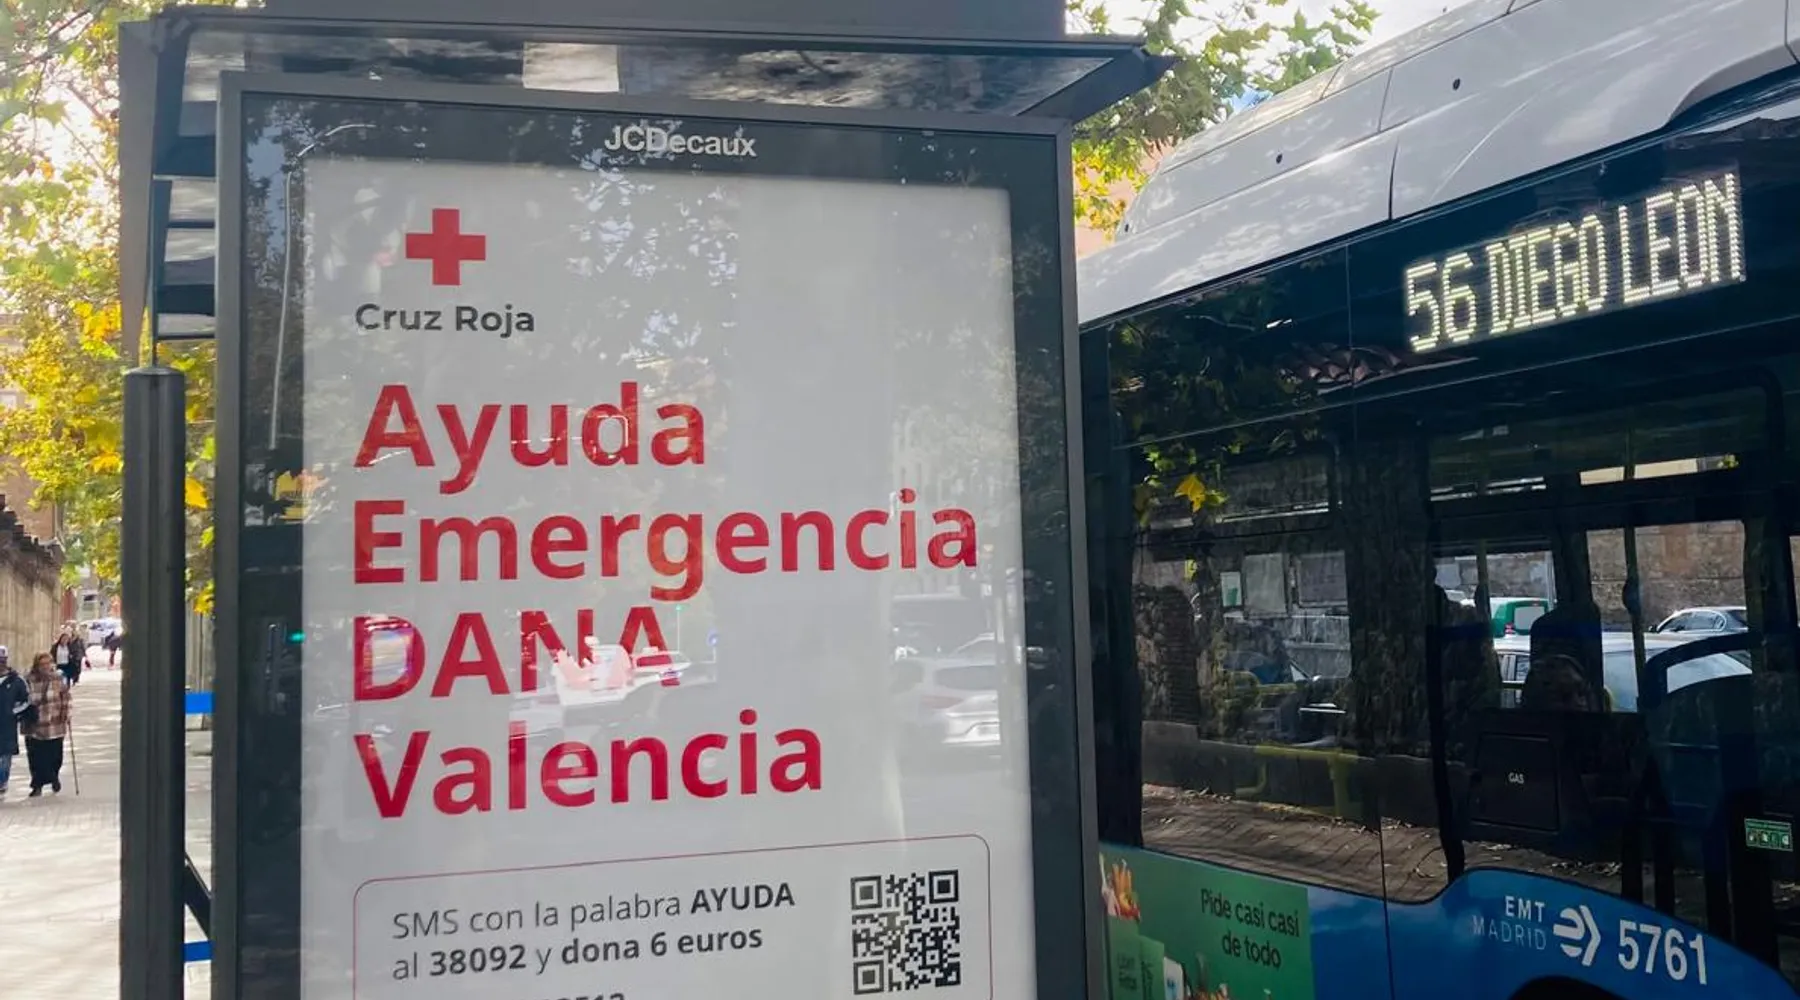 JCDecaux
Cruz Roja
Ayuda
Emergencia
DANA
Valencia
SMS con la palabra AYUDA
al 38092 y dona 6 euros
56 DIEGO LEON
GAS
Pide casi casi
de todo
EMT
MADRID
5761